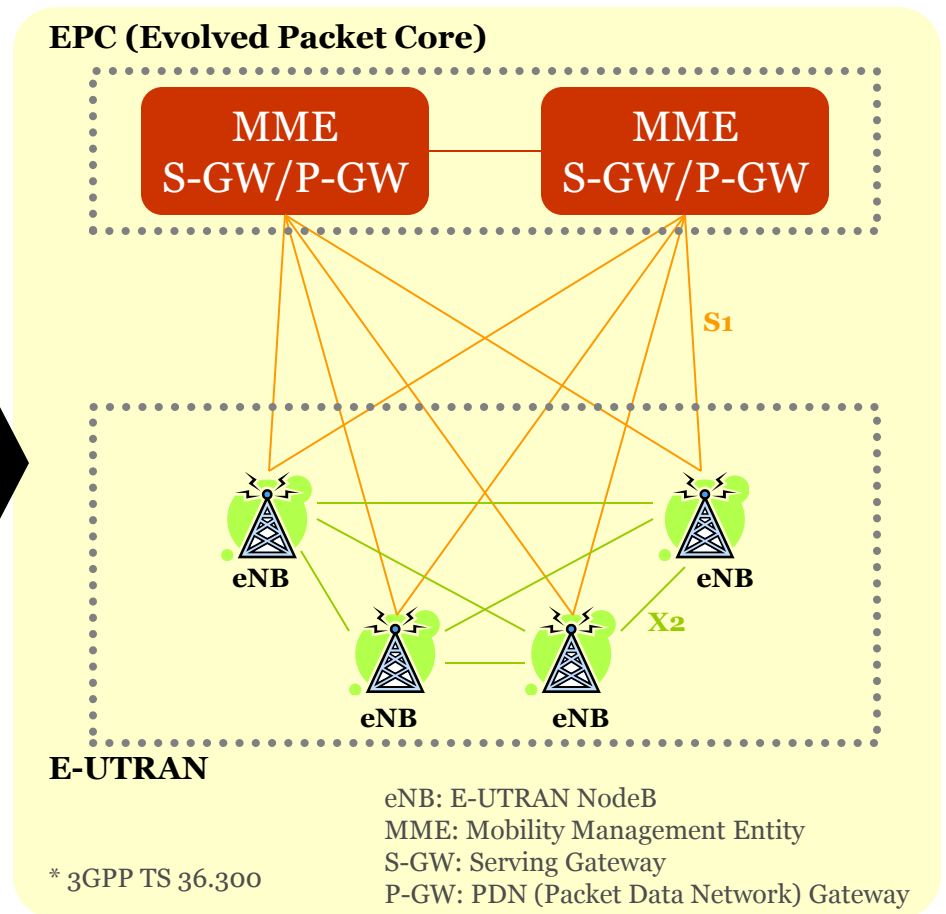 EPC (Evolved Packet Core)
MME
S-GW/P-GW
MME
S-GW/P-GW
S1
eNB
eNB
X2
eNB
eNB
E-UTRAN
eNB: E-UTRAN NodeB
MME: Mobility Management Entity
S-GW: Serving Gateway
P-GW: PDN (Packet Data Network) Gateway
* 3GPP TS 36.300